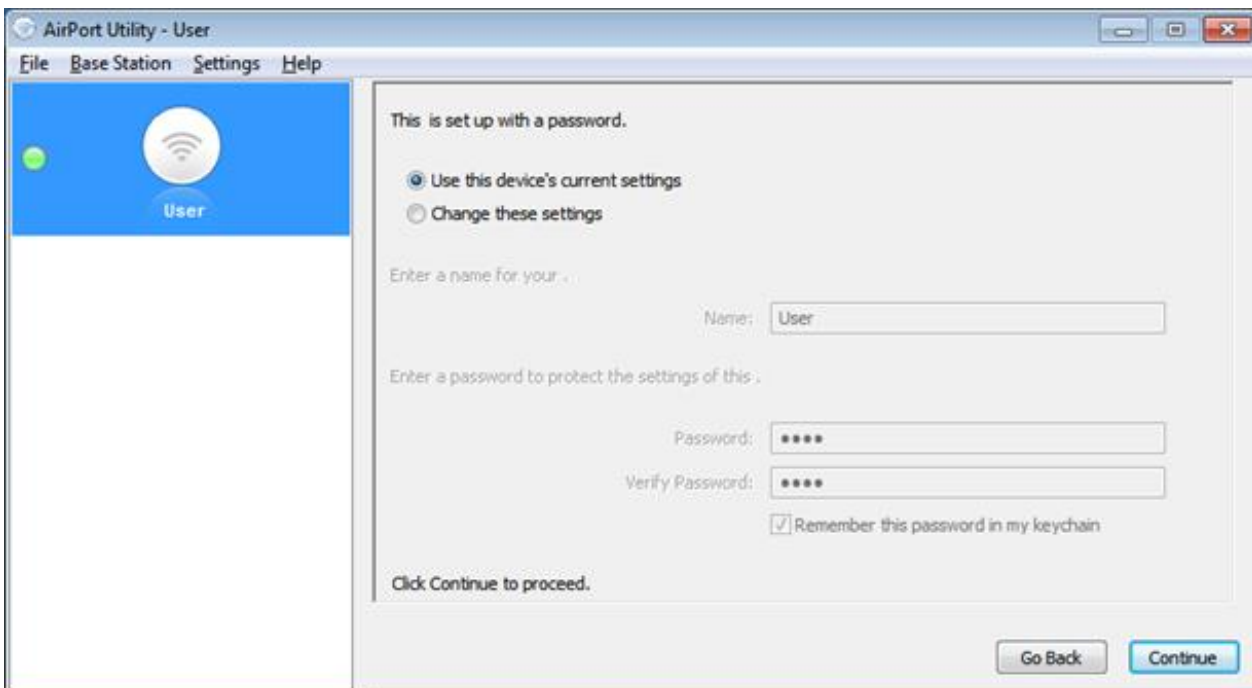 AirPort Utility - User
File Base Station Settings Help
User
This is set up with a password.
Use this device's current settings
Change these settings
Enter a name for your .
Name: User
Enter a password to protect the settings of this .
Password: ••••
Verify Password: ••••
Remember this password in my keychain
Click Continue to proceed.
Go Back Continue